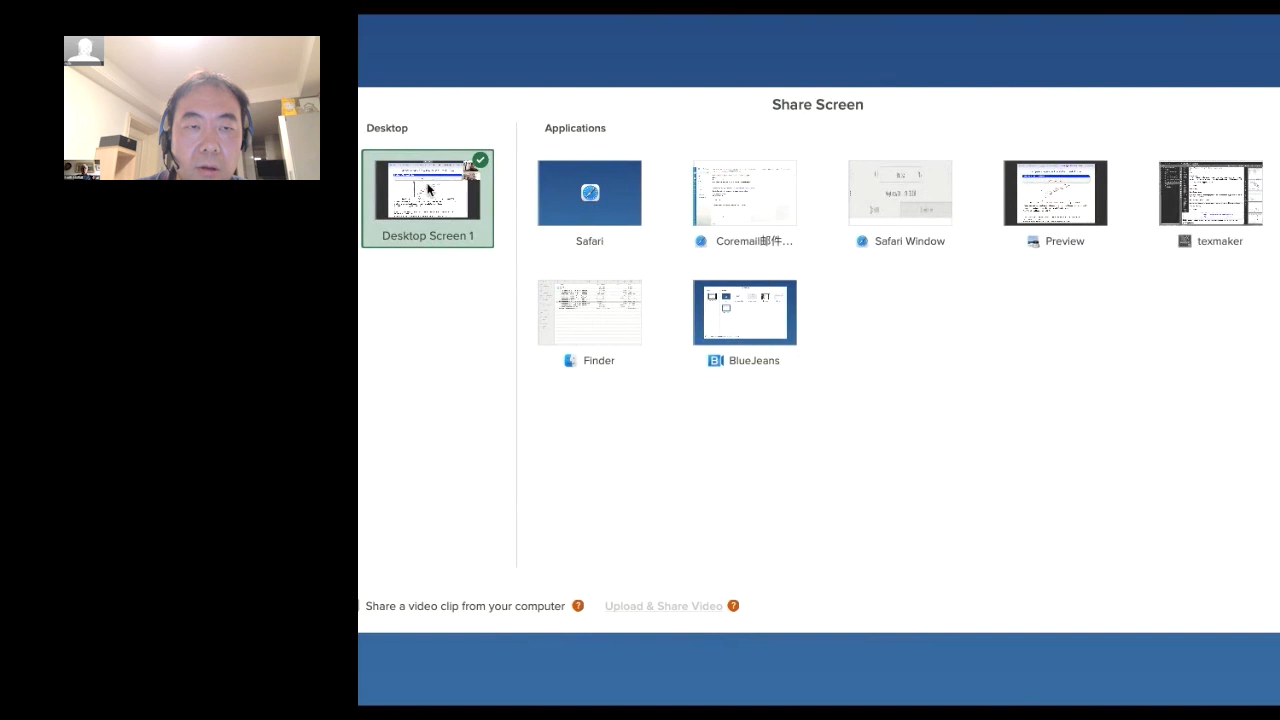 Share Screen
Desktop
Applications
Desktop Screen 1
Safari
Coremail邮件...
Safari Window
Preview
texmaker
Finder
BlueJeans
Share a video clip from your computer ?
Upload & Share Video ?